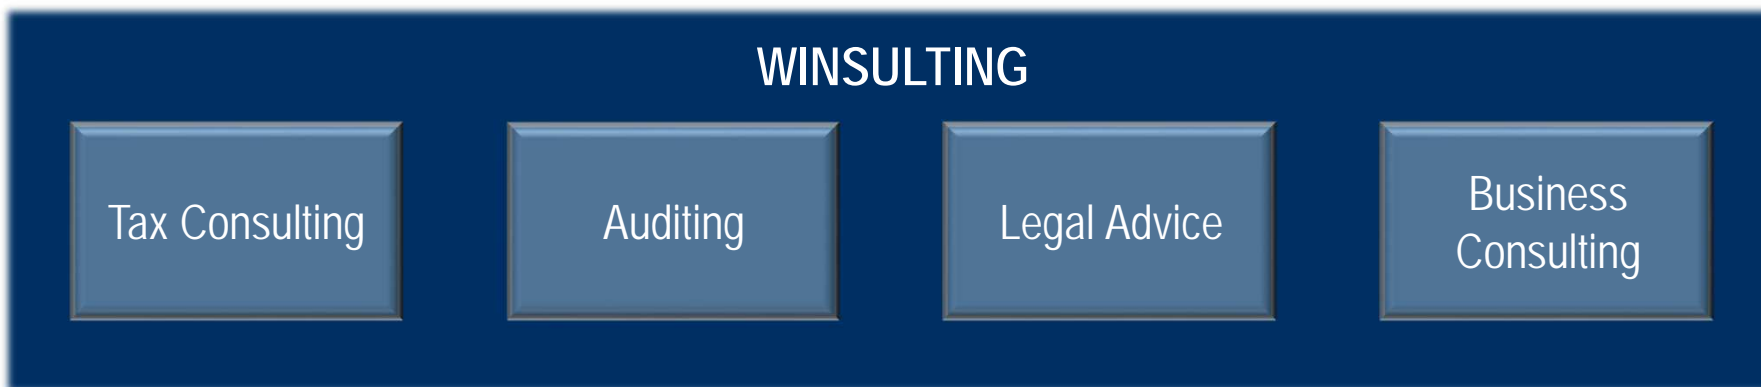 WINSULTING
Tax Consulting
Auditing
Legal Advice
Business
Consulting